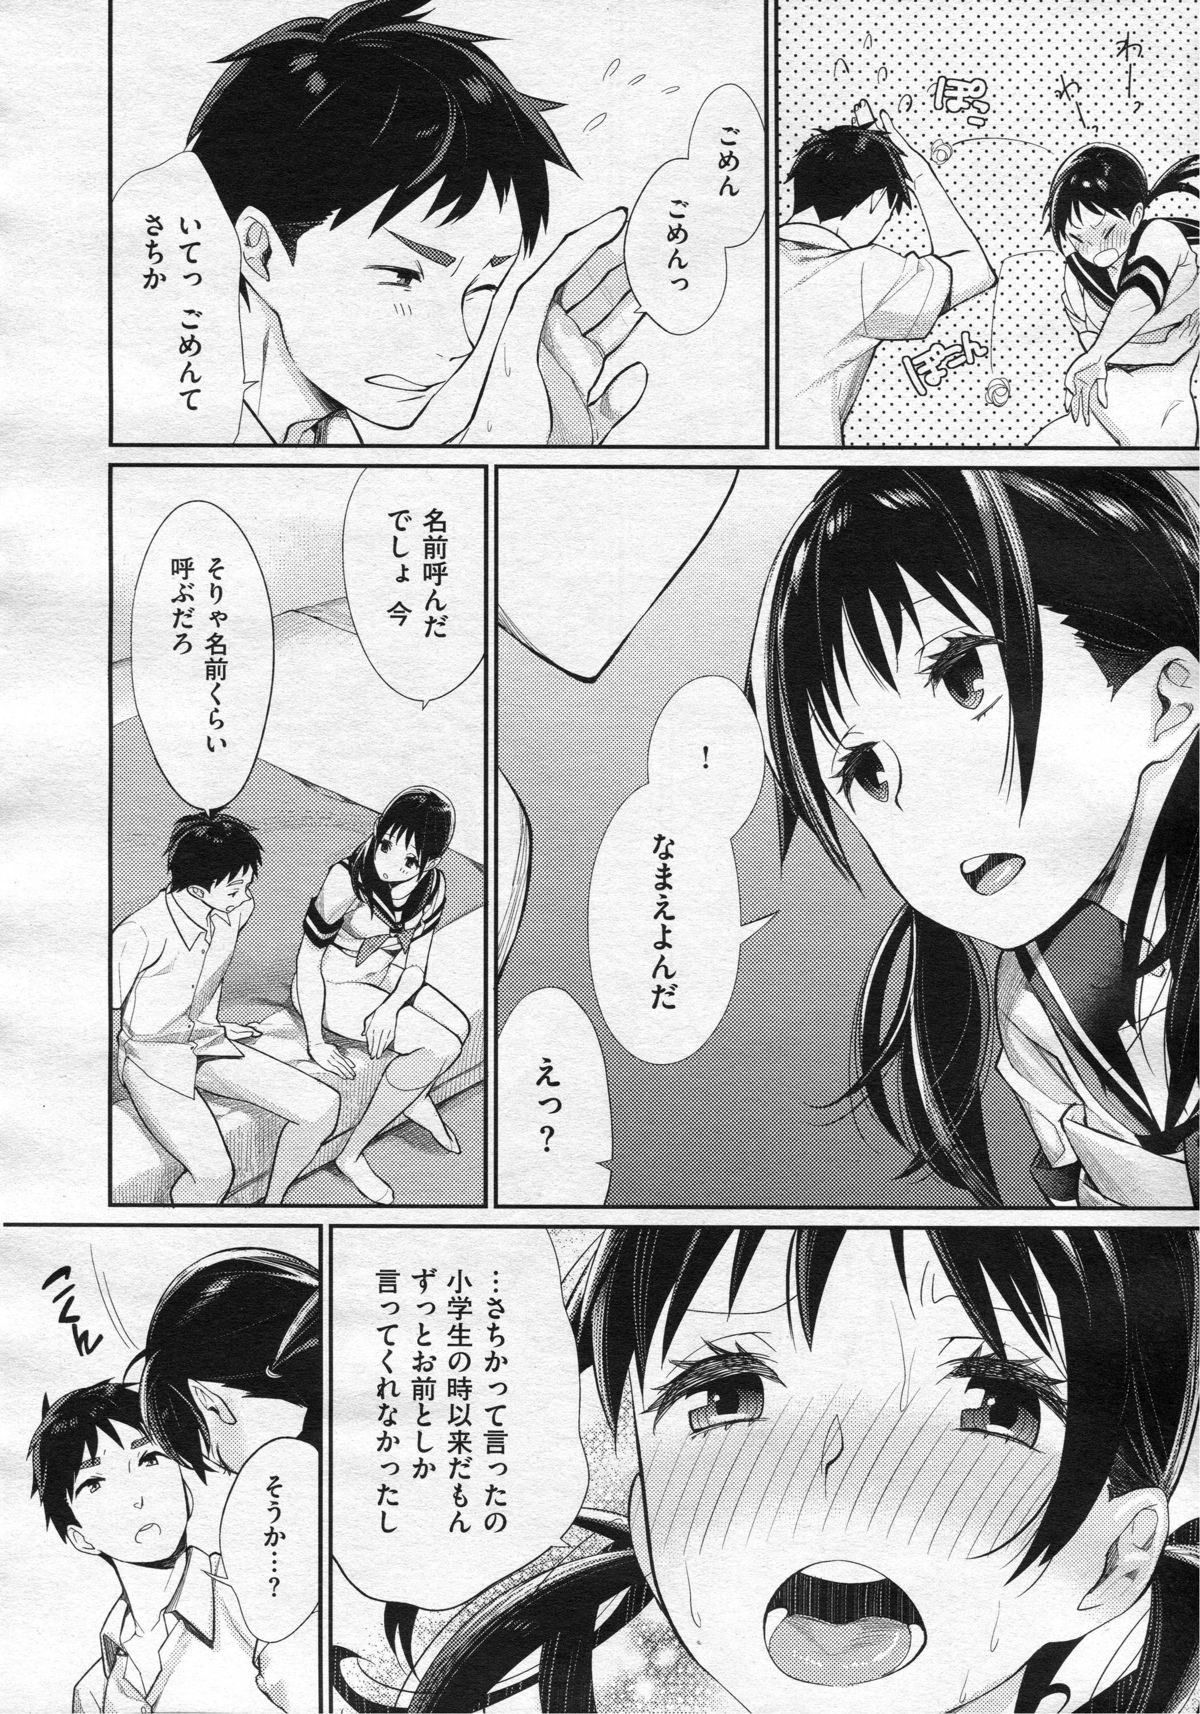 わーっ
わーっ
ぽこ
ぽこん
ごめん
ごめんっ
いてっ ごめんて
さちか
！
なまえよんだ
えっ？
名前呼んだ
でしょ 今
そりゃ名前くらい
呼ぶだろ
…さちかって言ったの
小学生の時以来だもん
ずっとお前としか
言ってくれなかったし
こくん
そうか…？